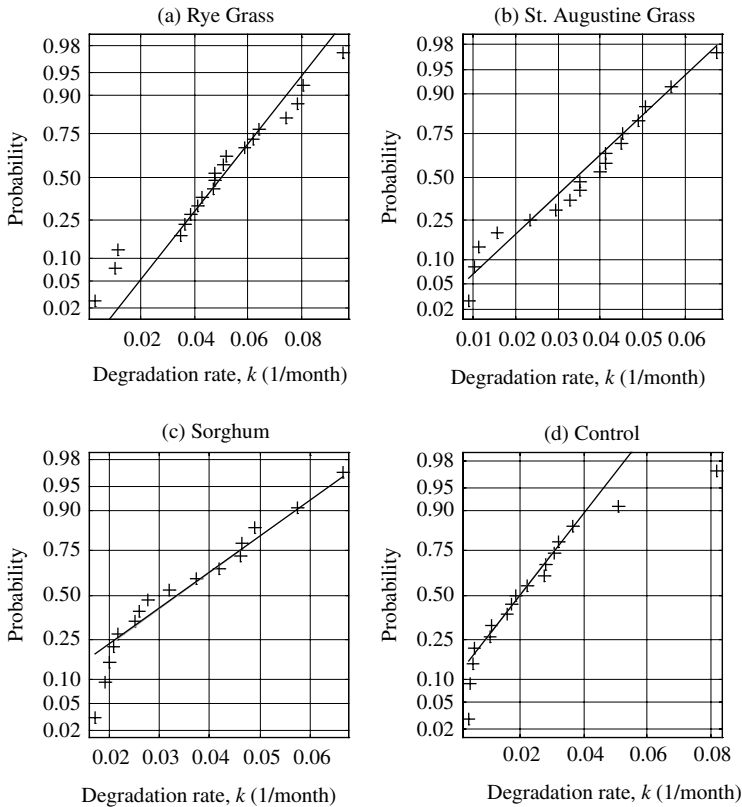 (a) Rye Grass
0.98
0.95
0.90
0.75
0.50
0.25
0.10
0.05
0.02
Probability
0.02 0.04 0.06 0.08
Degradation rate, k (1/month)
(b) St. Augustine Grass
0.98
0.95
0.90
0.75
0.50
0.25
0.10
0.05
0.02
Probability
0.01 0.02 0.03 0.04 0.05 0.06
Degradation rate, k (1/month)
(c) Sorghum
0.98
0.95
0.90
0.75
0.50
0.25
0.10
0.05
0.02
Probability
0.02 0.03 0.04 0.05 0.06
Degradation rate, k (1/month)
(d) Control
0.98
0.95
0.90
0.75
0.50
0.25
0.10
0.05
0.02
Probability
0.02 0.04 0.06 0.08
Degradation rate, k (1/month)